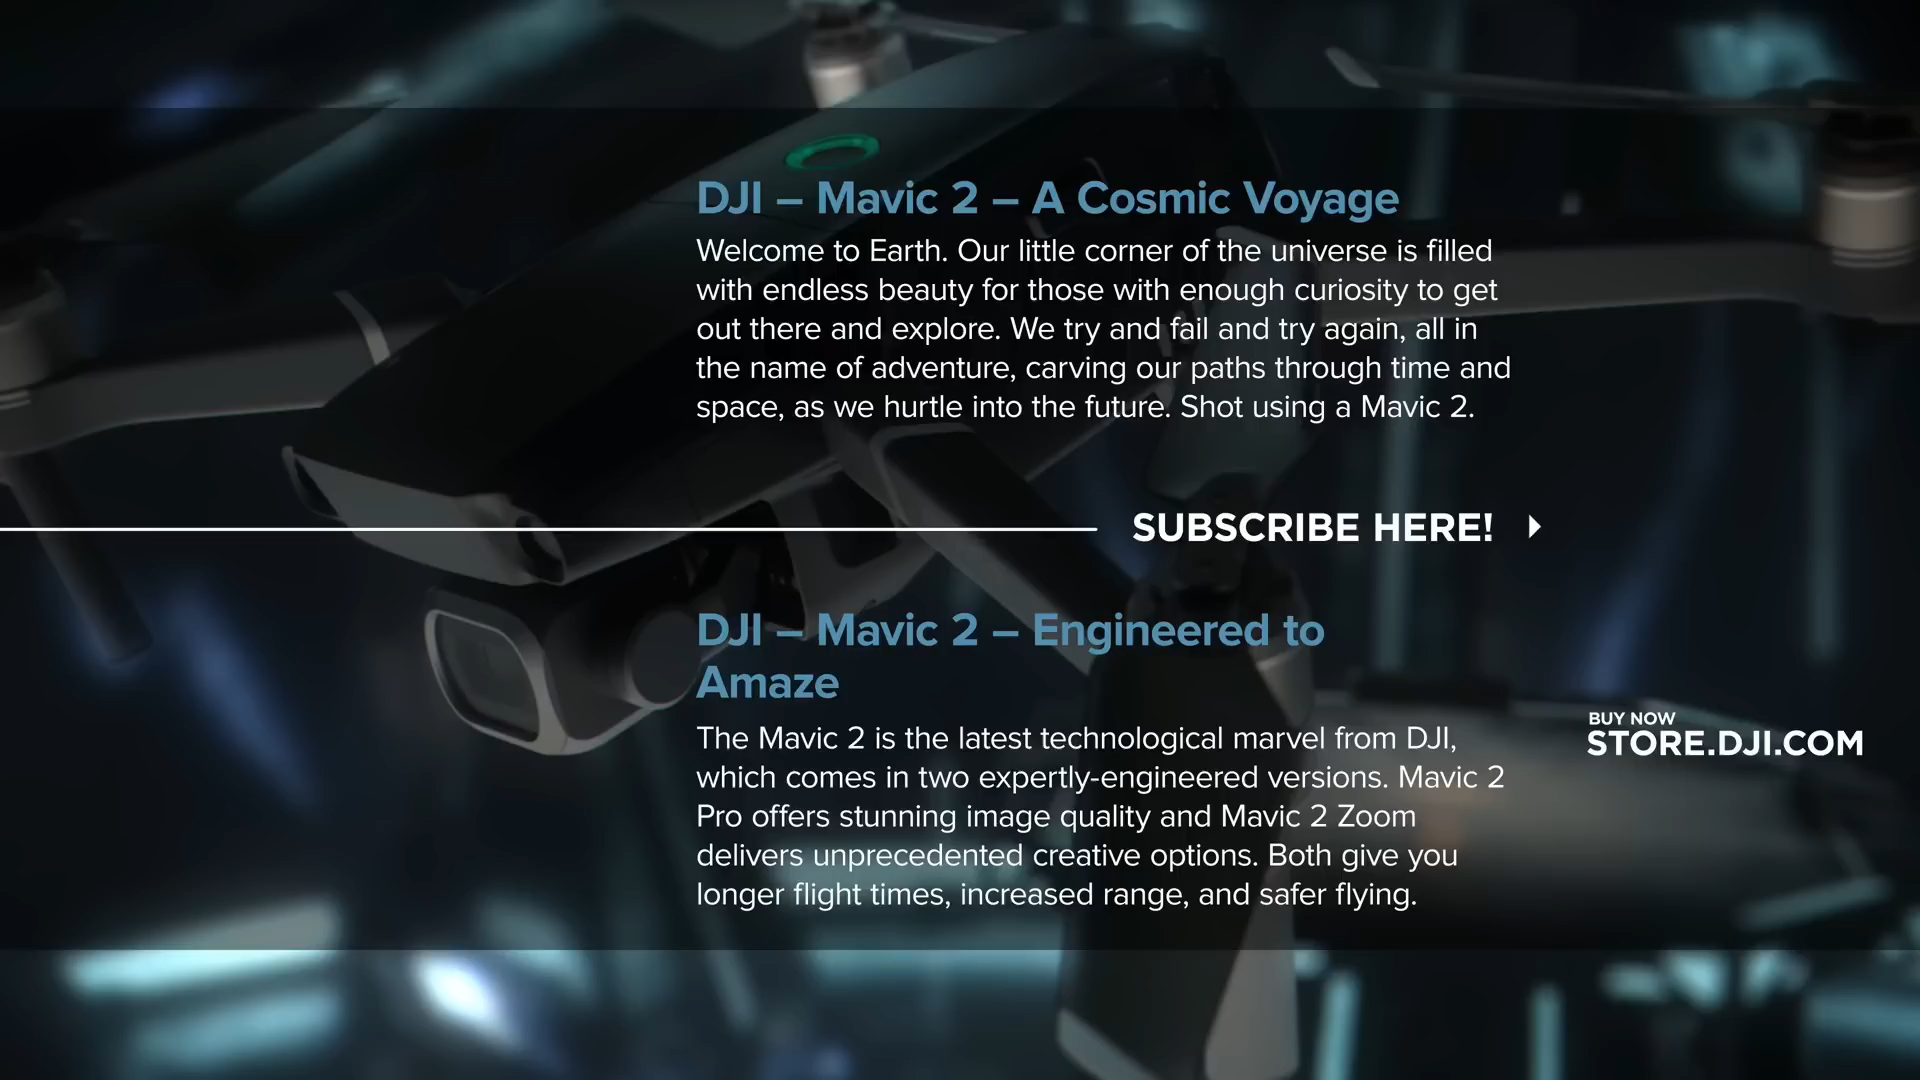 DJI – Mavic 2 – A Cosmic Voyage
Welcome to Earth. Our little corner of the universe is filled
with endless beauty for those with enough curiosity to get
out there and explore. We try and fail and try again, all in
the name of adventure, carving our paths through time and
space, as we hurtle into the future. Shot using a Mavic 2.
SUBSCRIBE HERE!
DJI – Mavic 2 – Engineered to
Amaze
The Mavic 2 is the latest technological marvel from DJI,
which comes in two expertly-engineered versions. Mavic 2
Pro offers stunning image quality and Mavic 2 Zoom
delivers unprecedented creative options. Both give you
longer flight times, increased range, and safer flying.
BUY NOW
STORE.DJI.COM